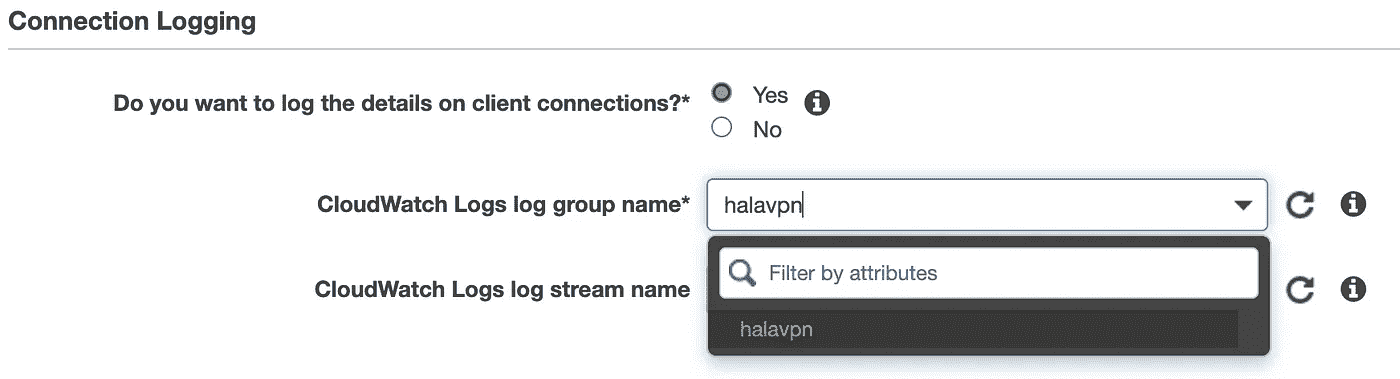 Connection Logging
Do you want to log the details on client connections?* Yes
No
CloudWatch Logs log group name* halavpn
Filter by attributes
CloudWatch Logs log stream name
halavpn